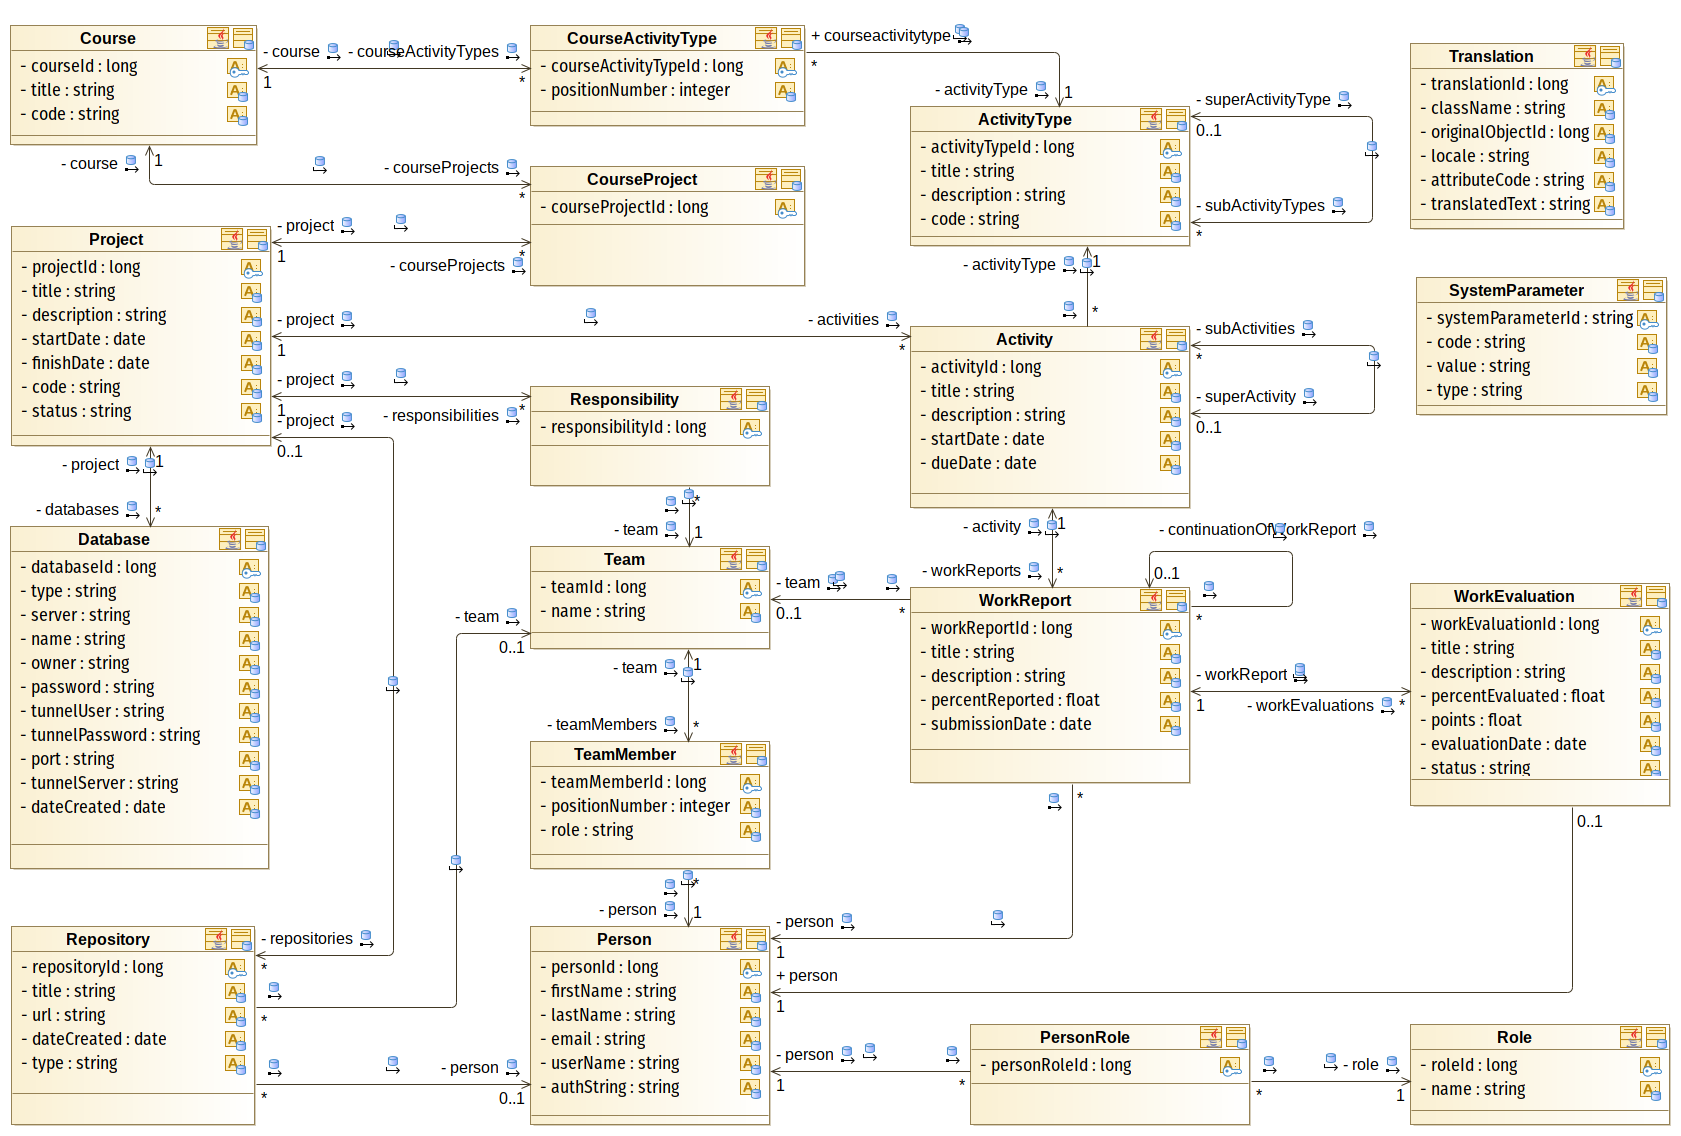 Course
- courseId : long
- title : string
- code : string
- course
- courseActivityTypes
1
*
CourseActivityType
- courseActivityTypeId : long
- positionNumber : integer
+ courseactivitytype
*
- activityType
1
- course
1
- courseProjects
*
CourseProject
- courseProjectId : long
ActivityType
- activityTypeId : long
- title : string
- description : string
- code : string
- superActivityType
0..1
- subActivityTypes
*
Translation
- translationId : long
- className : string
- originalObjectId : long
- locale : string
- attributeCode : string
- translatedText : string
Project
- projectId : long
- title : string
- description : string
- startDate : date
- finishDate : date
- code : string
- status : string
- project
1
*
- courseProjects
- project
1
- activities
*
- project
1
- responsibilities
*
- project
0..1
- activityType
1
*
SystemParameter
- systemParameterId : string
- code : string
- value : string
- type : string
Activity
- activityId : long
- title : string
- description : string
- startDate : date
- dueDate : date
- subActivities
*
- superActivity
0..1
Responsibility
- responsibilityId : long
*
- team
1
- project
1
- databases
*
Database
- databaseId : long
- type : string
- server : string
- name : string
- owner : string
- password : string
- tunnelUser : string
- tunnelPassword : string
- port : string
- tunnelServer : string
- dateCreated : date
- activity
1
- workReports
*
- continuationOfWorkReport
0..1
*
Team
- teamId : long
- name : string
- team
0..1
*
- team
0..1
- team
1
- teamMembers
*
WorkReport
- workReportId : long
- title : string
- description : string
- percentReported : float
- submissionDate : date
- workReport
1
- workEvaluations
*
WorkEvaluation
- workEvaluationId : long
- title : string
- description : string
- percentEvaluated : float
- points : float
- evaluationDate : date
- status : string
0..1
TeamMember
- teamMemberId : long
- positionNumber : integer
- role : string
*
- person
1
*
- person
1
+ person
1
Repository
- repositoryId : long
- title : string
- url : string
- dateCreated : date
- type : string
- repositories
*
*
*
- person
0..1
Person
- personId : long
- firstName : string
- lastName : string
- email : string
- userName : string
- authString : string
- person
1
*
PersonRole
- personRoleId : long
*
- role
1
Role
- roleId : long
- name : string